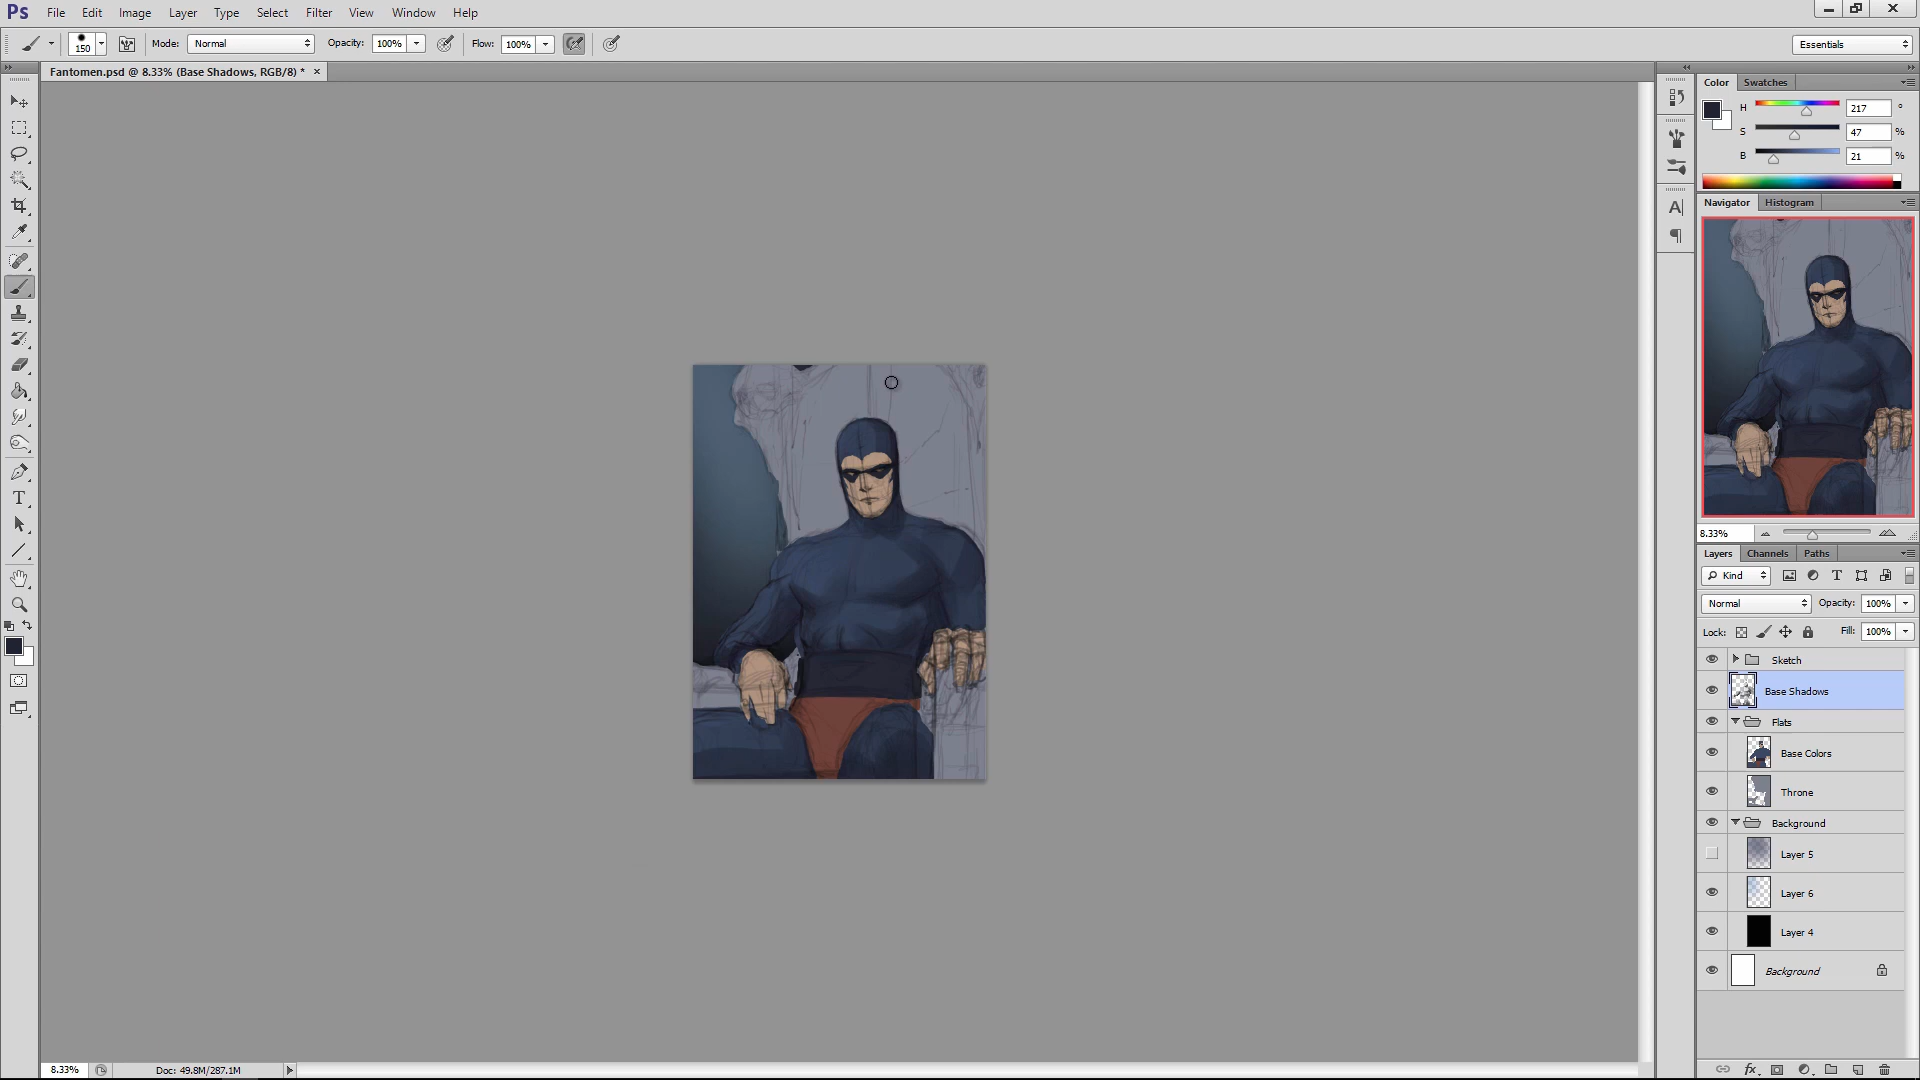 Ps File Edit Image Layer Type Select Filter View Window Help
150 Mode: Normal Opacity: 100% Flow: 100% Essentials
Fantomen.psd @ 8.33% (Base Shadows, RGB/8) * ×
Color Swatches
H 217 °
S 47 %
B 21 %
Navigator Histogram
8.33%
Layers Channels Paths
Kind
Normal Opacity: 100%
Lock: Fill: 100%
Sketch
Base Shadows
Flats
Base Colors
Throne
Background
Layer 5
Layer 6
Layer 4
Background
8.33% Doc: 49.8M/287.1M